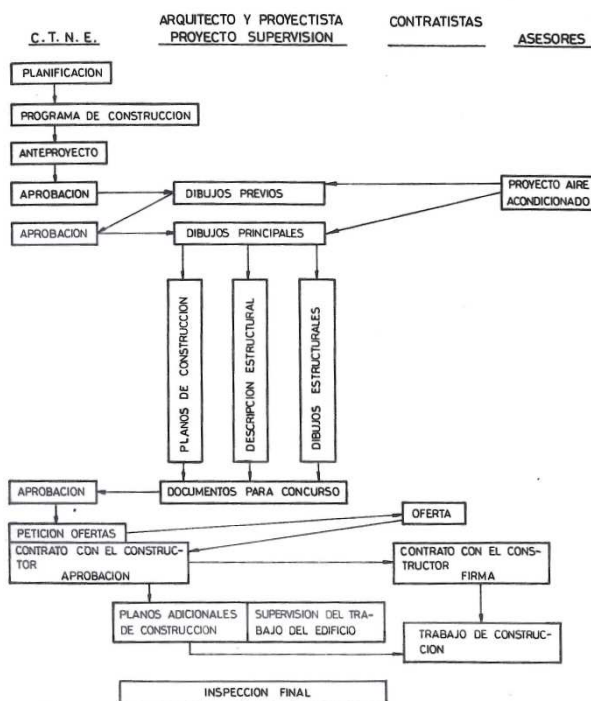 ARQUITECTO Y PROYECTISTA
CONTRATISTAS
C. T. N. E.
PROYECTO SUPERVISION
ASESORES
PLANIFICACION
PROGRAMA DE CONSTRUCCION
ANTEPROYECTO
APROBACION
DIBUJOS PREVIOS
PROYECTO AIRE
ACONDICIONADO
APROBACION
DIBUJOS PRINCIPALES
PLANOS DE CONSTRUCCION
DESCRIPCION ESTRUCTURAL
DIBUJOS ESTRUCTURALES
APROBACION
DOCUMENTOS PARA CONCURSO
OFERTA
PETICION OFERTAS
CONTRATO CON EL CONSTRUC-
TOR
APROBACION
CONTRATO CON EL CONS-
TRUCTOR
FIRMA
PLANOS ADICIONALES
DE CONSTRUCCION
SUPERVISION DEL TRA-
BAJO DEL EDIFICIO
TRABAJO DE CONSTRUC-
CION
INSPECCION FINAL